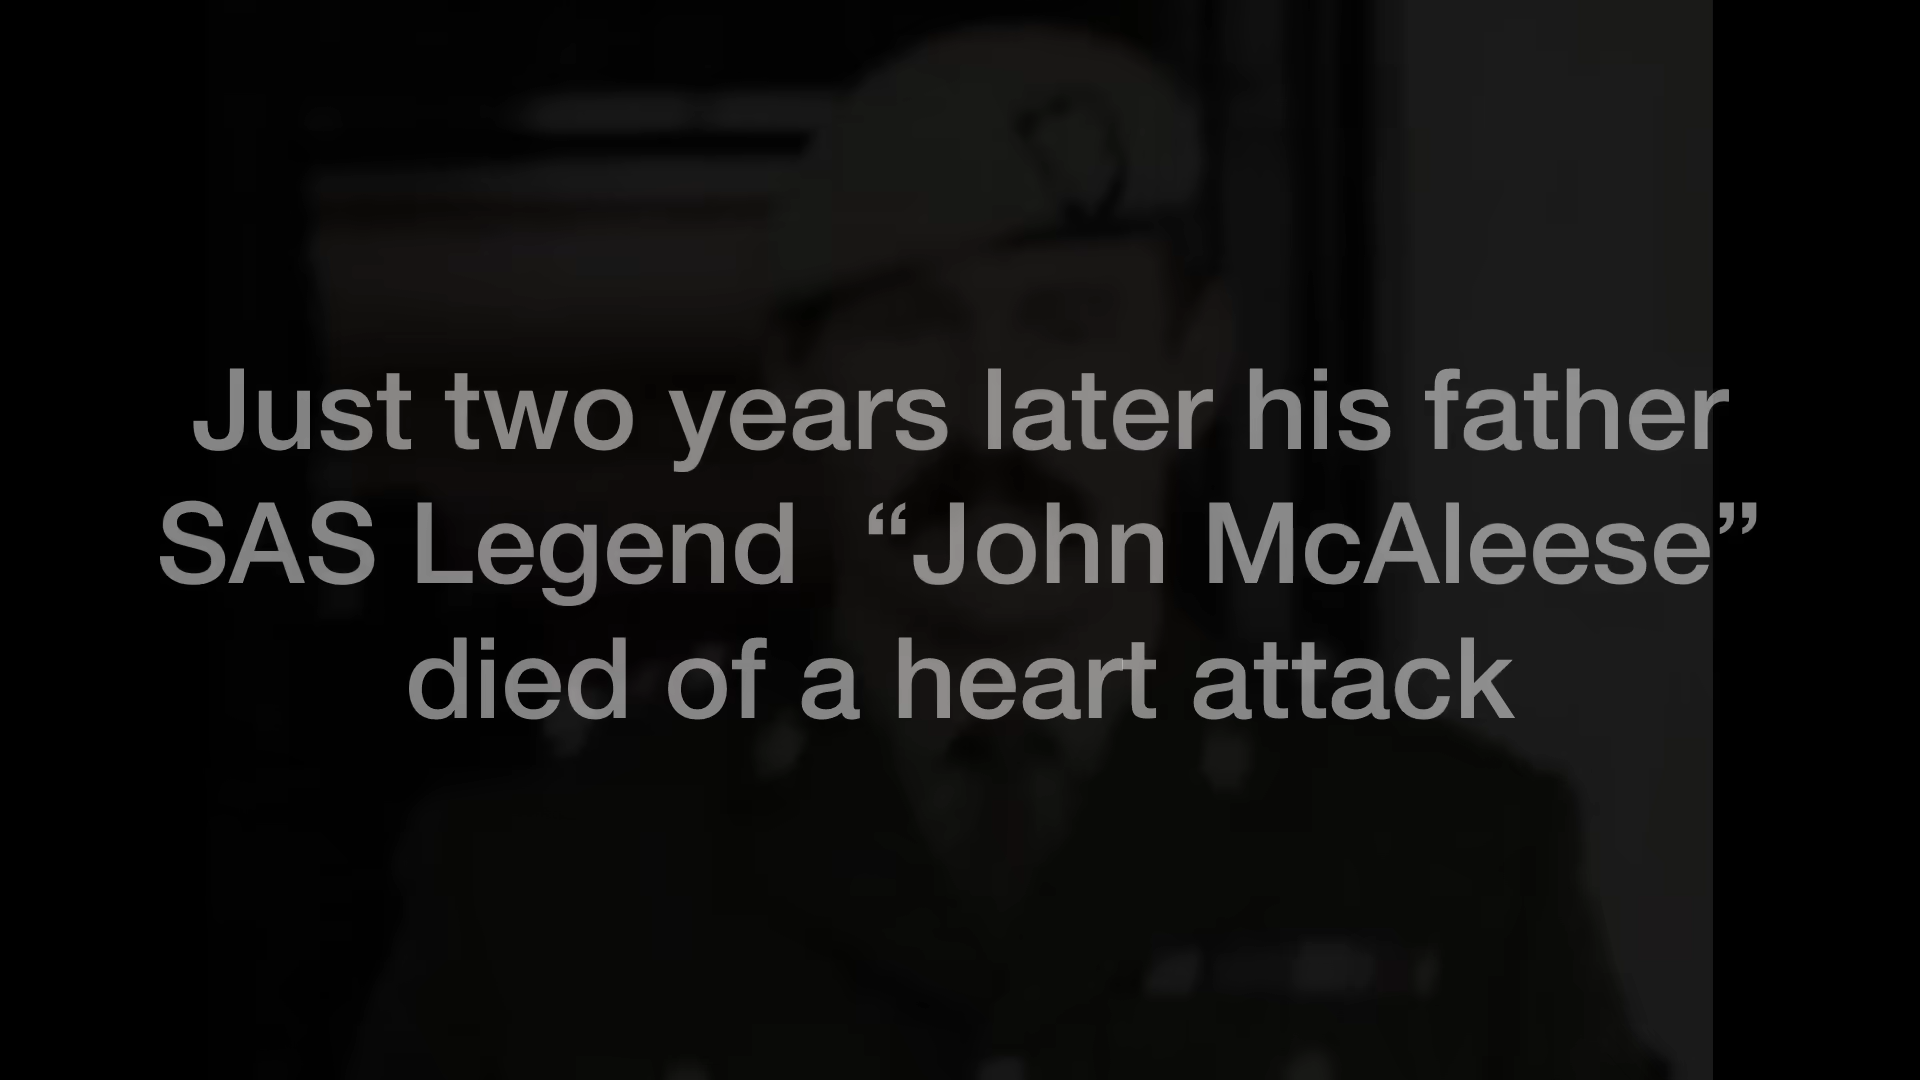 Just two years later his father
SAS Legend  “John McAleese”
died of a heart attack